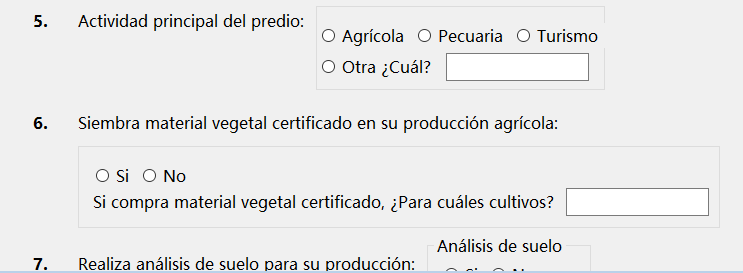 5. Actividad principal del predio:
Agrícola Pecuaria Turismo
Otra ¿Cuál?
6. Siembra material vegetal certificado en su producción agrícola:
Si No
Si compra material vegetal certificado, ¿Para cuáles cultivos?
Análisis de suelo
7. Realiza análisis de suelo para su producción: